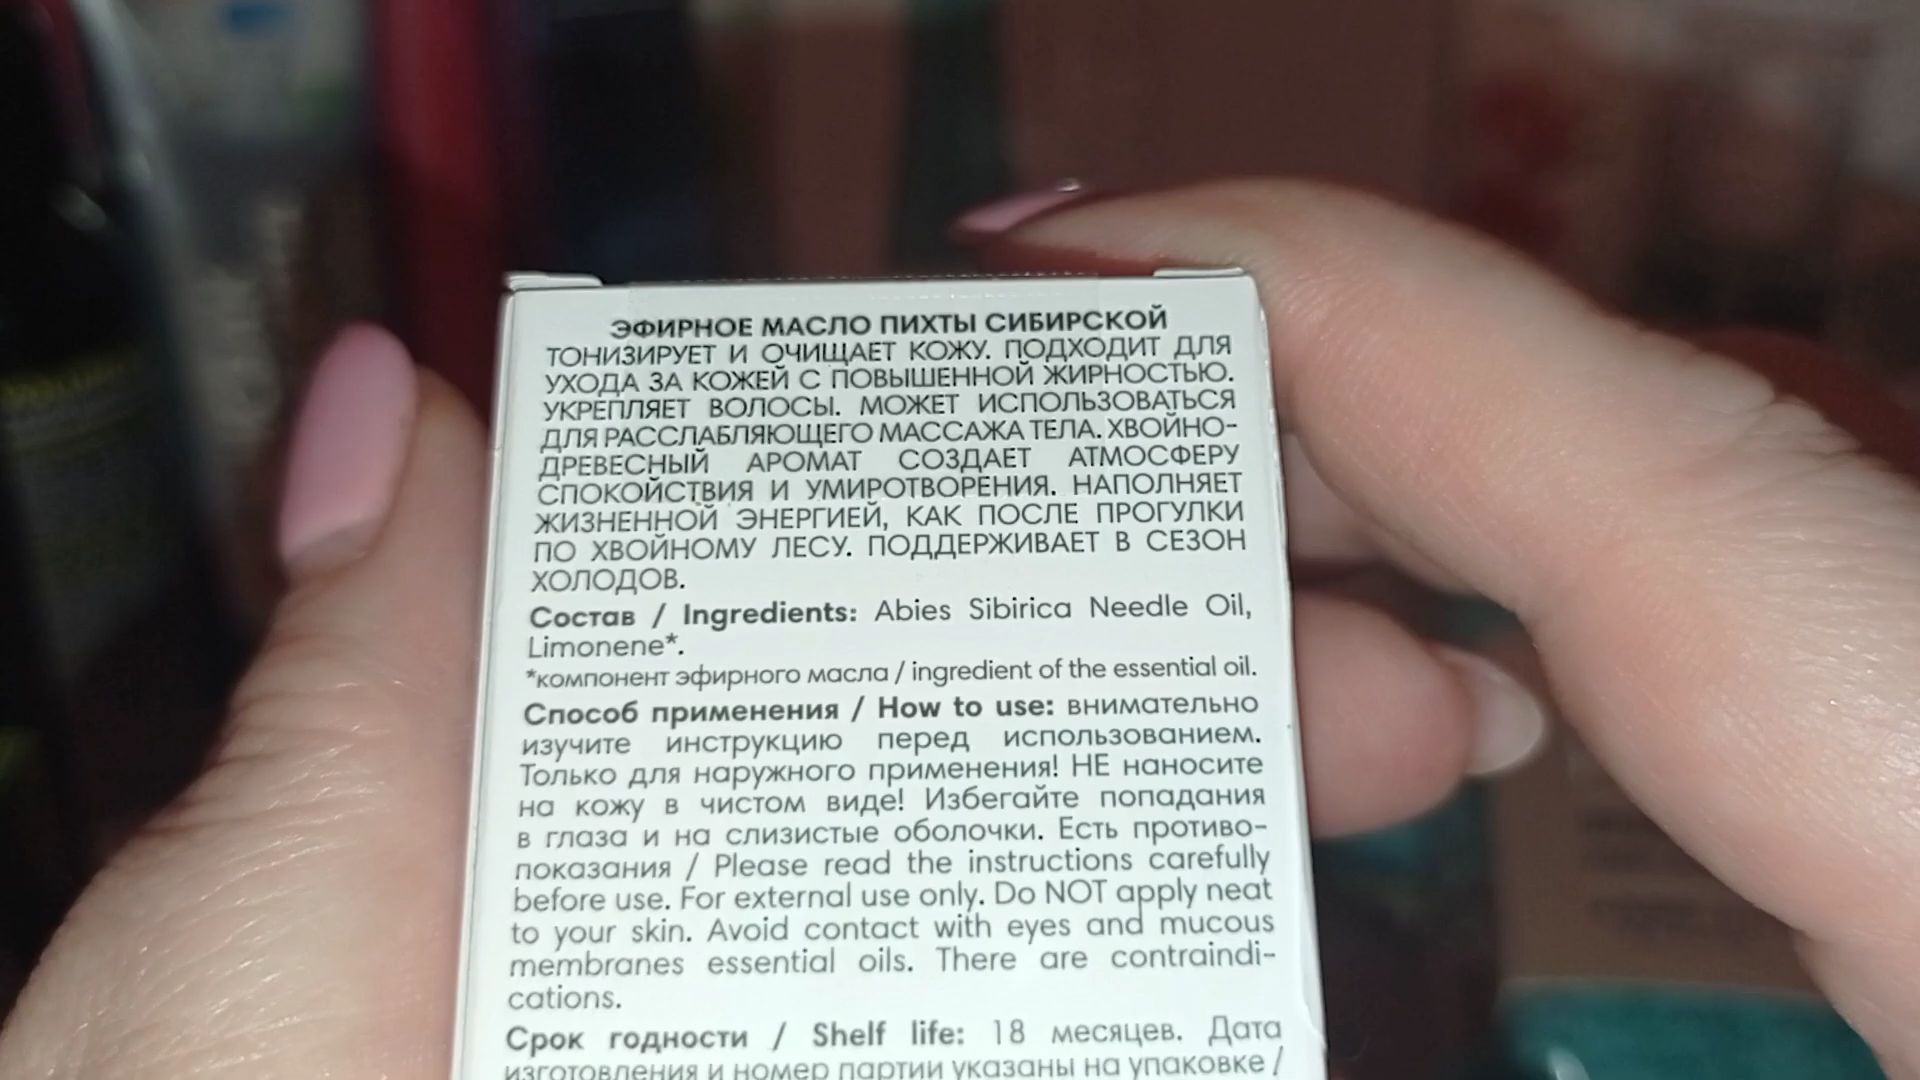 ЭФИРНОЕ МАСЛО ПИХТЫ СИБИРСКОЙ
ТОНИЗИРУЕТ И ОЧИЩАЕТ КОЖУ. ПОДХОДИТ ДЛЯ
УХОДА ЗА КОЖЕЙ С ПОВЫШЕННОЙ ЖИРНОСТЬЮ.
УКРЕПЛЯЕТ ВОЛОСЫ. МОЖЕТ ИСПОЛЬЗОВАТЬСЯ
ДЛЯ РАССЛАБЛЯЮЩЕГО МАССАЖА ТЕЛА. ХВОЙНО-
ДРЕВЕСНЫЙ АРОМАТ СОЗДАЕТ АТМОСФЕРУ
СПОКОЙСТВИЯ И УМИРОТВОРЕНИЯ. НАПОЛНЯЕТ
ЖИЗНЕННОЙ ЭНЕРГИЕЙ, КАК ПОСЛЕ ПРОГУЛКИ
ПО ХВОЙНОМУ ЛЕСУ. ПОДДЕРЖИВАЕТ В СЕЗОН
ХОЛОДОВ.
Состав / Ingredients: Abies Sibirica Needle Oil,
Limonene*.
*компонент эфирного масла / ingredient of the essential oil.
Способ применения / How to use: внимательно
изучите инструкцию перед использованием.
Только для наружного применения! НЕ наносите
на кожу в чистом виде! Избегайте попадания
в глаза и на слизистые оболочки. Есть противо-
показания / Please read the instructions carefully
before use. For external use only. Do NOT apply neat
to your skin. Avoid contact with eyes and mucous
membranes essential oils. There are contraindi-
cations.
Срок годности / Shelf life: 18 месяцев. Дата
изготовления и номер партии указаны на упаковке /